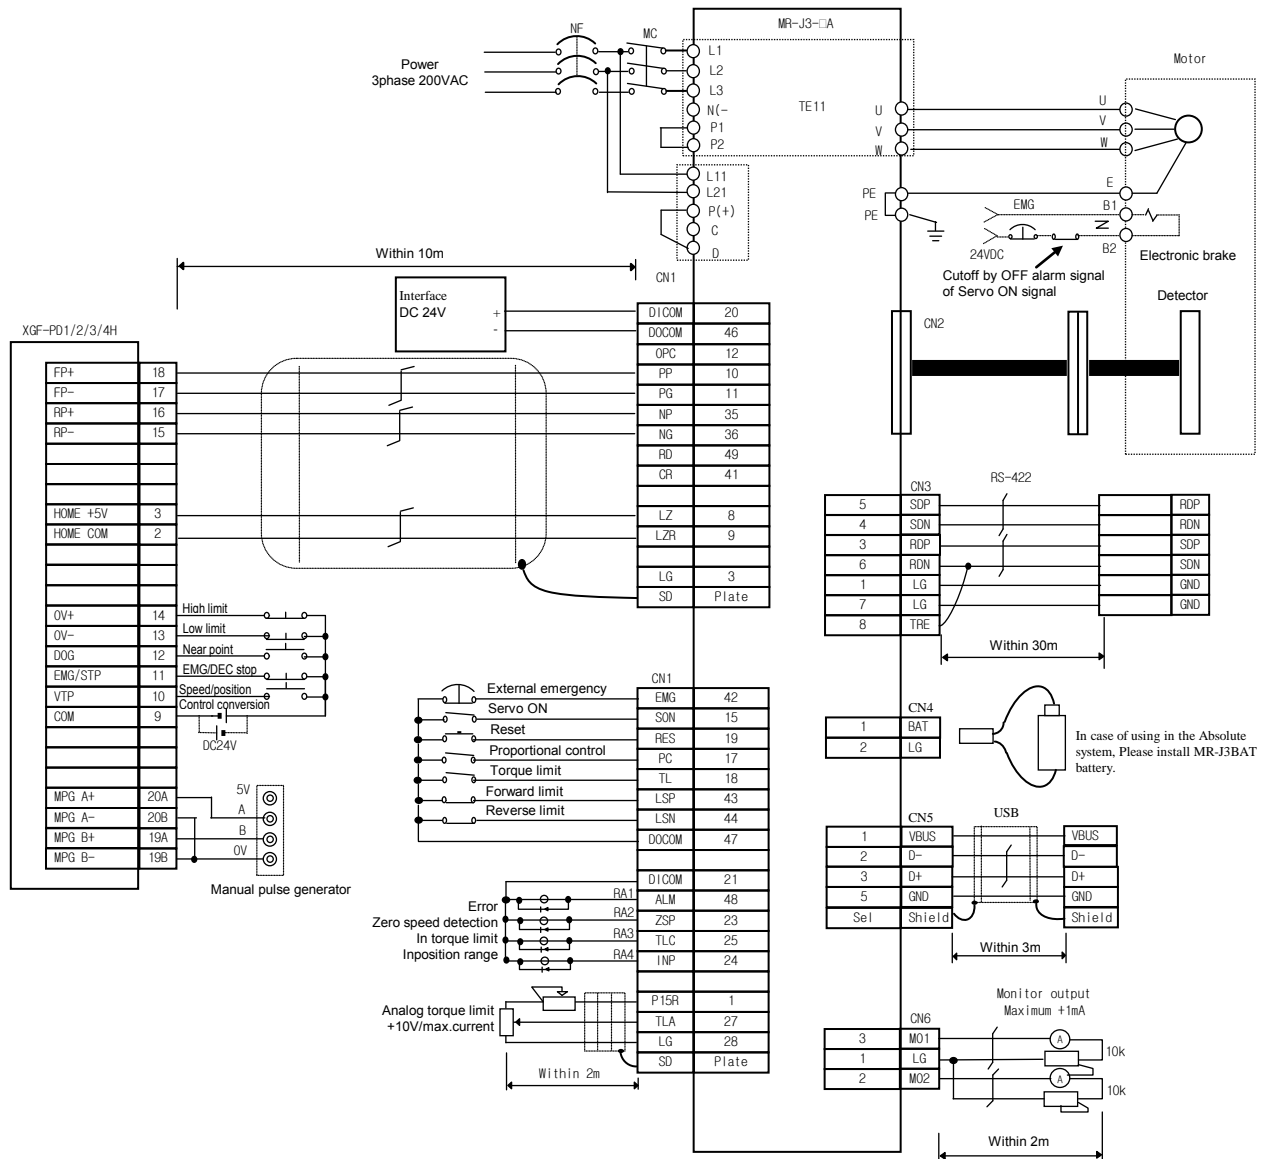 NF
MC
MR-J3-□A
Power
3phase 200VAC
L1
L2
L3
N(-
P1
P2
TE11
U
V
W
Motor
U
V
W
L11
L21
P(+)
C
D
PE
PE
E
EMG
B1
N
B2
24VDC
Electronic brake
Cutoff by OFF alarm signal
of Servo ON signal
Detector
Within 10m
CN1
Interface
DC 24V
+
-
DICOM 20
DOCOM 46
OPC 12
PP 10
PG 11
NP 35
NG 36
RD 49
CR 41
LZ 8
LZR 9
LG 3
SD Plate
XGF-PD1/2/3/4H
FP+ 18
FP- 17
RP+ 16
RP- 15
HOME +5V 3
HOME COM 2
OV+ 14 High limit
OV- 13 Low limit
DOG 12 Near point
EMG/STP 11 EMG/DEC stop
VTP 10 Speed/position
Control conversion
COM 9
DC24V
MPG A+ 20A
MPG A- 20B
MPG B+ 19A
MPG B- 19B
5V
A
B
0V
Manual pulse generator
CN1
External emergency EMG 42
Servo ON SON 15
Reset RES 19
Proportional control PC 17
Torque limit TL 18
Forward limit LSP 43
Reverse limit LSN 44
DOCOM 47
DICOM 21
Error RA1 ALM 48
Zero speed detection RA2 ZSP 23
In torque limit RA3 TLC 25
Inposition range RA4 INP 24
Analog torque limit
+10V/max.current
P15R 1
TLA 27
LG 28
SD Plate
Within 2m
CN2
CN3
RS-422
5 SDP RDP
4 SDN RDN
3 RDP SDP
6 RDN SDN
1 LG GND
7 LG GND
8 TRE
Within 30m
CN4
1 BAT
2 LG
In case of using in the Absolute
system, Please install MR-J3BAT
battery.
CN5
USB
1 VBUS VBUS
2 D- D-
3 D+ D+
5 GND GND
Sel Shield Shield
Within 3m
Monitor output
Maximum +1mA
CN6
3 MO1 A
10k
1 LG
2 MO2 A
10k
Within 2m